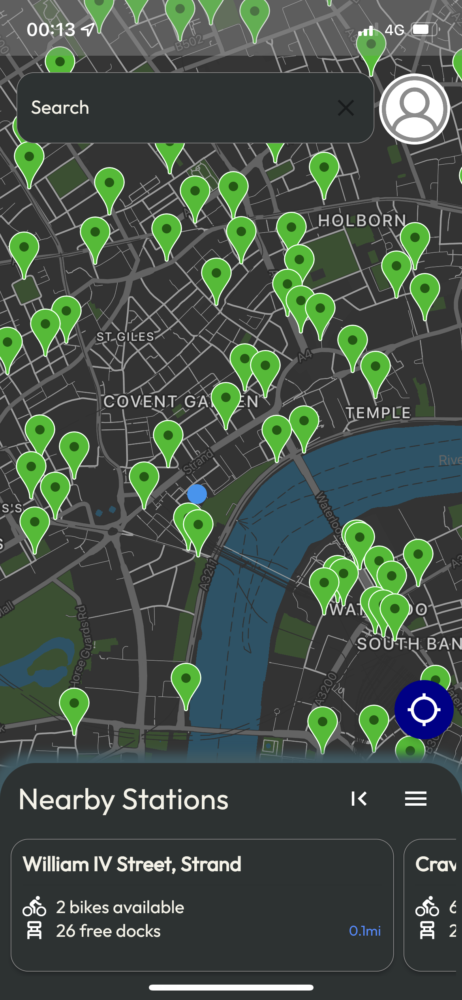 00:13
4G
B502
Search
HOLBORN
ST GILES
A4
COVENT GA EN
TEMPLE
Strand
Rive
Waterloo
S'S
A3211
WAT OO
SOUTH BAN
Horse Guards Rd
A3200
Nearby Stations
William IV Street, Strand
2 bikes available
26 free docks
0.1mi
Crav
6
2